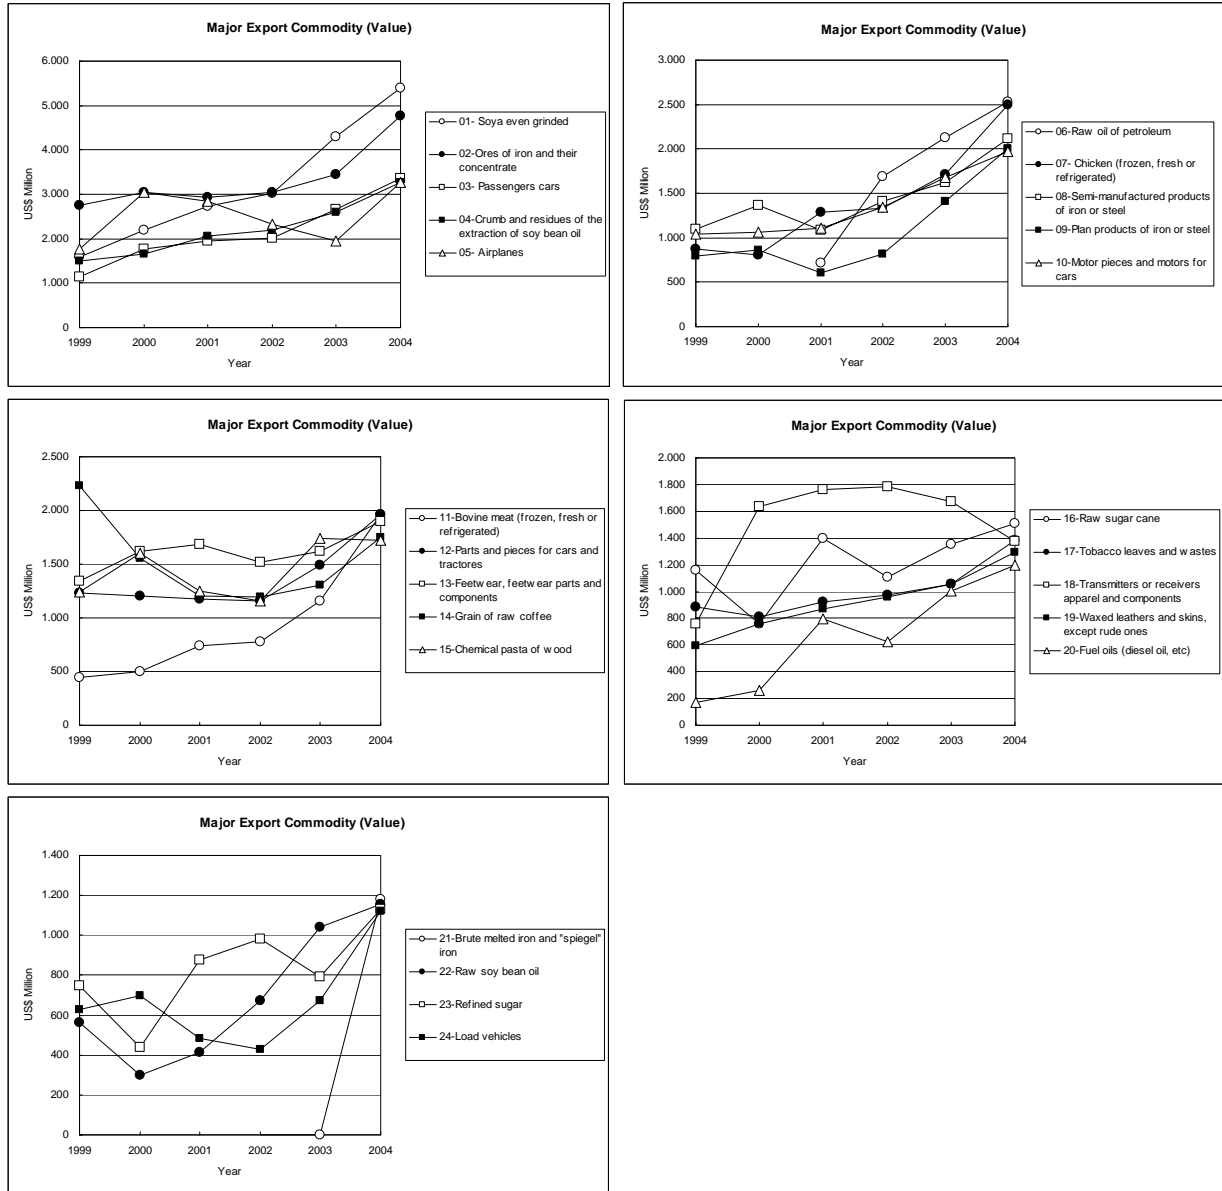 Major Export Commodity (Value)
6.000
5.000
4.000
3.000
2.000
1.000
0
US$ Milion
1999 2000 2001 2002 2003 2004
Year
01- Soya even grinded
02-Ores of iron and their
concentrate
03- Passengers cars
04-Crumb and residues of the
extraction of soy bean oil
05- Airplanes
Major Export Commodity (Value)
3.000
2.500
2.000
1.500
1.000
500
0
US$ Milion
1999 2000 2001 2002 2003 2004
Year
06-Raw oil of petroleum
07- Chicken (frozen, fresh or
refrigerated)
08-Semi-manufactured products
of iron or steel
09-Plan products of iron or steel
10-Motor pieces and motors for
cars
Major Export Commodity (Value)
2.500
2.000
1.500
1.000
500
0
US$ Million
1999 2000 2001 2002 2003 2004
Year
11-Bovine meat (frozen, fresh or
refrigerated)
12-Parts and pieces for cars and
tractores
13-Feetwear, feetwear parts and
components
14-Grain of raw coffee
15-Chemical pasta of wood
Major Export Commodity (Value)
2.000
1.800
1.600
1.400
1.200
1.000
800
600
400
200
0
US$ Million
1999 2000 2001 2002 2003 2004
Year
16-Raw sugar cane
17-Tobacco leaves and wastes
18-Transmitters or receivers
apparel and components
19-Waxed leathers and skins,
except rude ones
20-Fuel oils (diesel oil, etc)
Major Export Commodity (Value)
1.400
1.200
1.000
800
600
400
200
0
US$ Million
1999 2000 2001 2002 2003 2004
Year
21-Brute melted iron and "spiegel"
iron
22-Raw soy bean oil
23-Refined sugar
24-Load vehicles